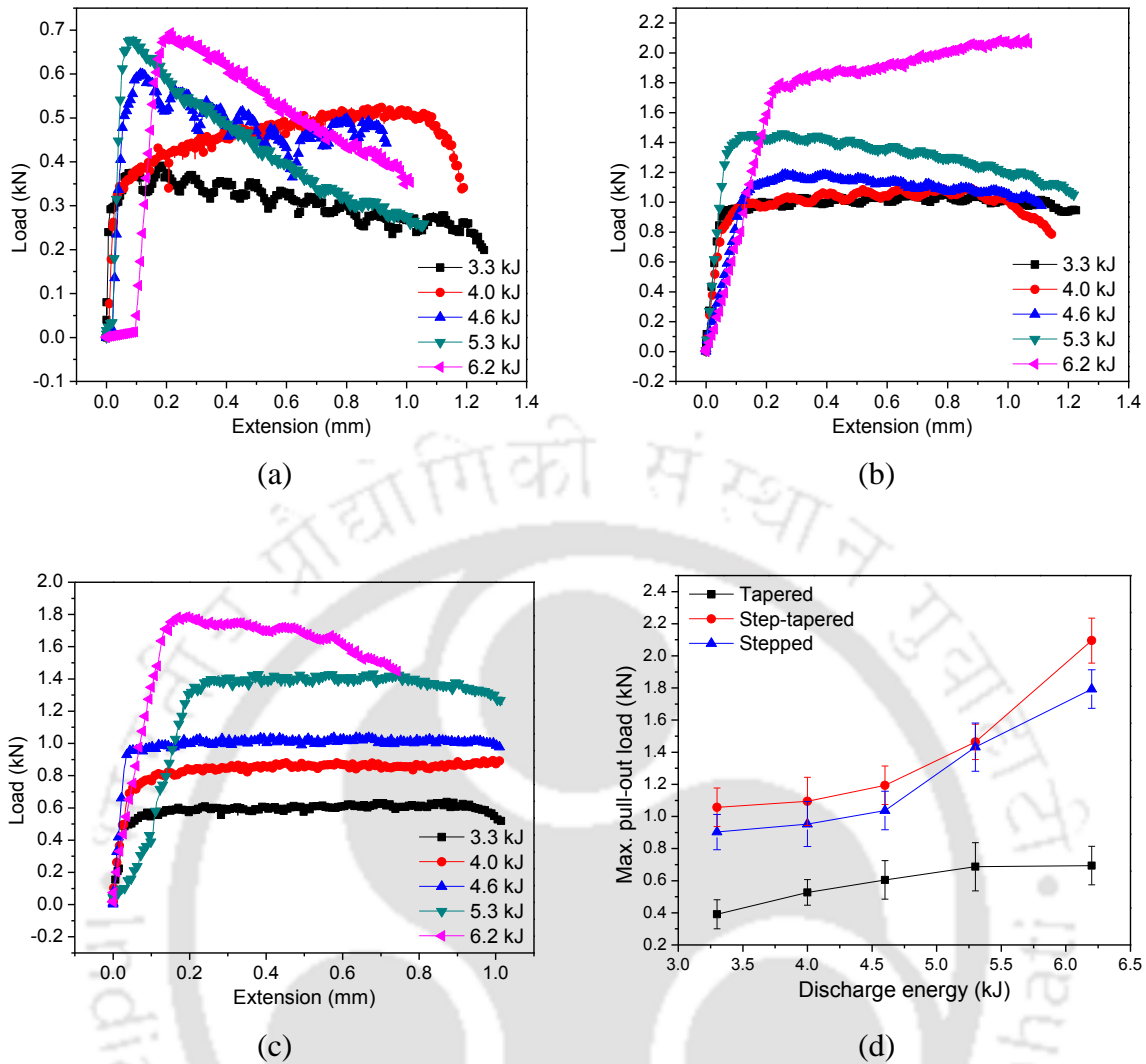 0.7
0.6
0.5
0.4
0.3
0.2
0.1
0.0
-0.1
Load (kN)
0.0 0.2 0.4 0.6 0.8 1.0 1.2 1.4
Extension (mm)
3.3 kJ
4.0 kJ
4.6 kJ
5.3 kJ
6.2 kJ
(a)
2.2
2.0
1.8
1.6
1.4
1.2
1.0
0.8
0.6
0.4
0.2
0.0
-0.2
Load (kN)
0.0 0.2 0.4 0.6 0.8 1.0 1.2 1.4
Extension (mm)
3.3 kJ
4.0 kJ
4.6 kJ
5.3 kJ
6.2 kJ
(b)
2.0
1.8
1.6
1.4
1.2
1.0
0.8
0.6
0.4
0.2
0.0
-0.2
Load (kN)
0.0 0.2 0.4 0.6 0.8 1.0
Extension (mm)
3.3 kJ
4.0 kJ
4.6 kJ
5.3 kJ
6.2 kJ
(c)
2.4
2.2
2.0
1.8
1.6
1.4
1.2
1.0
0.8
0.6
0.4
0.2
Max. pull-out load (kN)
Tapered
Step-tapered
Stepped
3.0 3.5 4.0 4.5 5.0 5.5 6.0 6.5
Discharge energy (kJ)
(d)